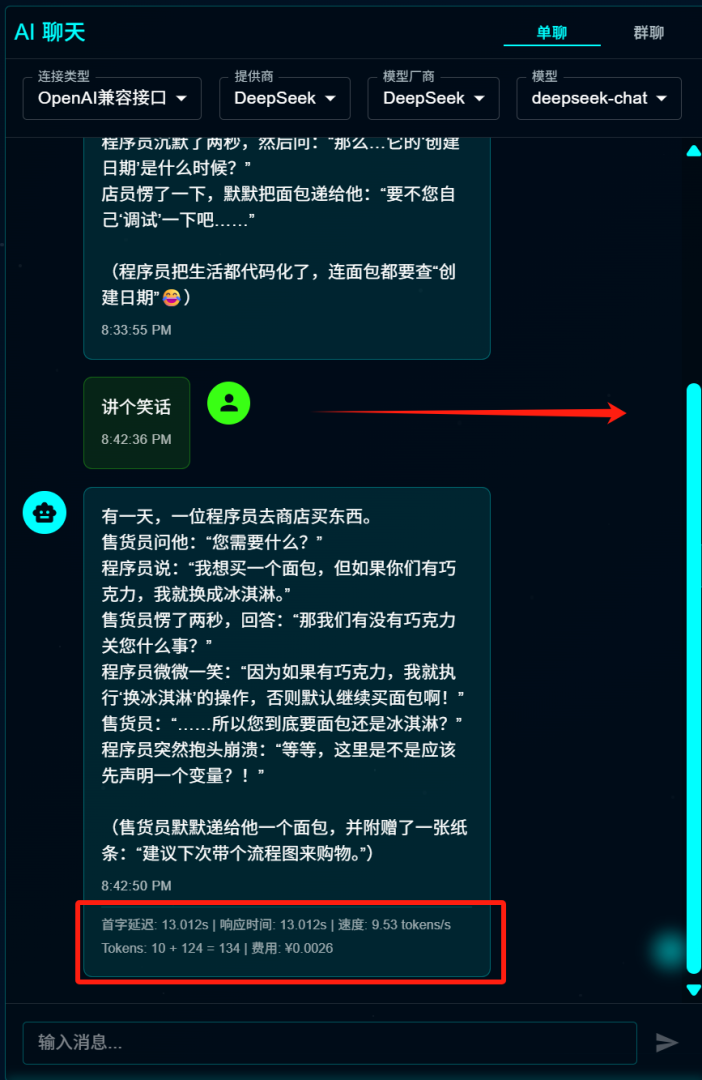 AI 聊天
单聊
群聊
连接类型
OpenAI兼容接口
提供商
DeepSeek
模型厂商
DeepSeek
模型
deepseek-chat
程序员沉默了两秒，然后问：“那么…它的‘创建
日期’是什么时候？”
店员愣了一下，默默把面包递给他：“要不您自
己‘调试’一下吧……”
（程序员把生活都代码化了，连面包都要查“创
建日期”😂）
8:33:55 PM
讲个笑话
8:42:36 PM
有一天，一位程序员去商店买东西。
售货员问他：“您需要什么？”
程序员说：“我想买一个面包，但如果你们有巧
克力，我就换成冰淇淋。”
售货员愣了两秒，回答：“那我们有没有巧克力
关您什么事？”
程序员微微一笑：“因为如果有巧克力，我就执
行‘换冰淇淋’的操作，否则默认继续买面包啊！”
售货员：“……所以您到底要面包还是冰淇淋？”
程序员突然抱头崩溃：“等等，这里是不是应该
先声明一个变量？！”
（售货员默默递给他一个面包，并附赠了一张纸
条：“建议下次带个流程图来购物。”）
8:42:50 PM
首字延迟: 13.012s | 响应时间: 13.012s | 速度: 9.53 tokens/s
Tokens: 10 + 124 = 134 | 费用: ¥0.0026
输入消息...